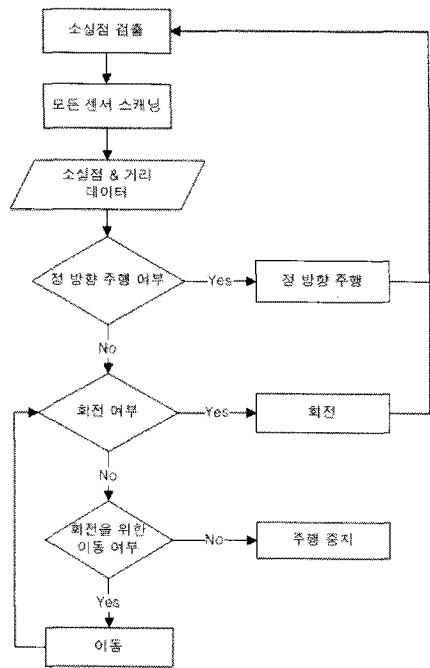 소실점 검출
모든 센서 스캐닝
소실점 & 거리
데이터
정 방향 주행 여부
Yes
정 방향 주행
No
회전 여부
Yes
회전
No
회전을 위한
이동 여부
No
주행 중지
Yes
이동